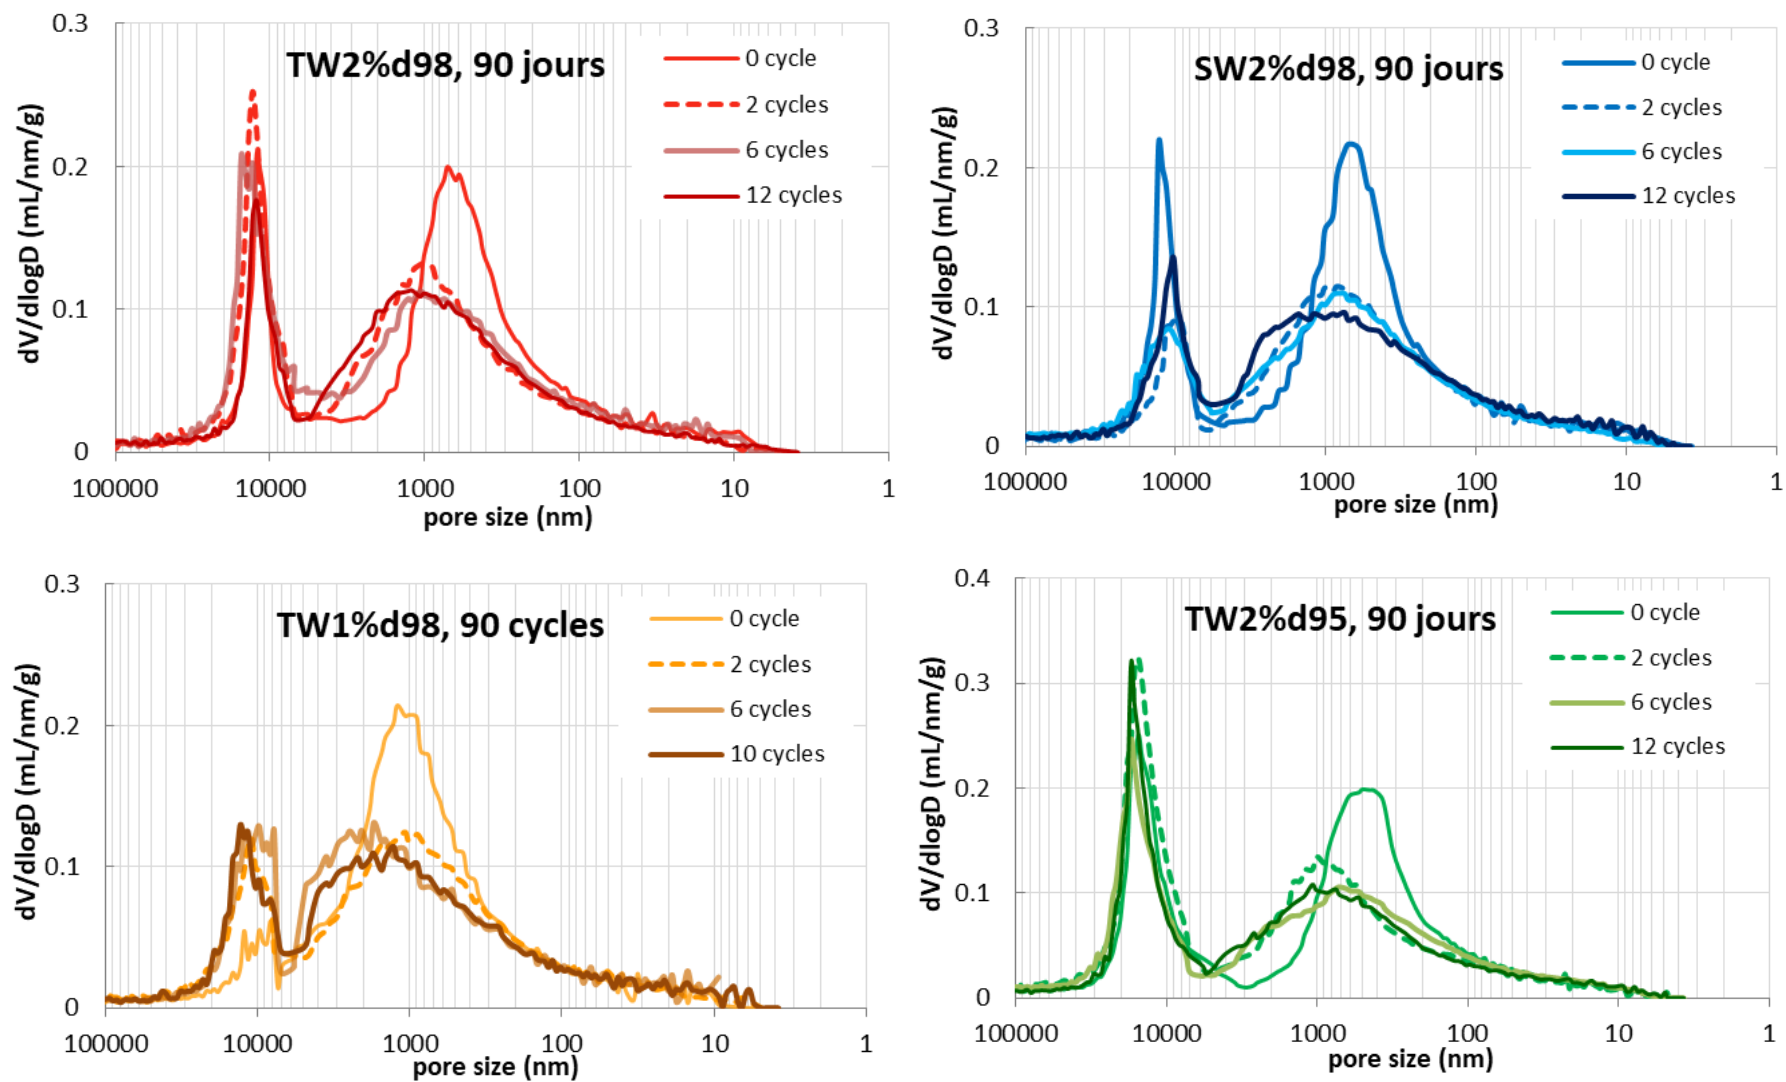 TW2%d98, 90 jours
0 cycle
2 cycles
6 cycles
12 cycles
dV/dlogD (mL/nm/g)
0.3
0.2
0.1
0
100000 10000 1000 100 10 1
pore size (nm)
SW2%d98, 90 jours
0 cycle
2 cycles
6 cycles
12 cycles
dV/dlogD (mL/nm/g)
0.3
0.2
0.1
0
100000 10000 1000 100 10 1
pore size (nm)
TW1%d98, 90 cycles
0 cycle
2 cycles
6 cycles
10 cycles
dV/dlogD (mL/nm/g)
0.3
0.2
0.1
0
100000 10000 1000 100 10 1
pore size (nm)
TW2%d95, 90 jours
0 cycle
2 cycles
6 cycles
12 cycles
dV/dlogD (mL/nm/g)
0.4
0.3
0.2
0.1
0
100000 10000 1000 100 10 1
pore size (nm)